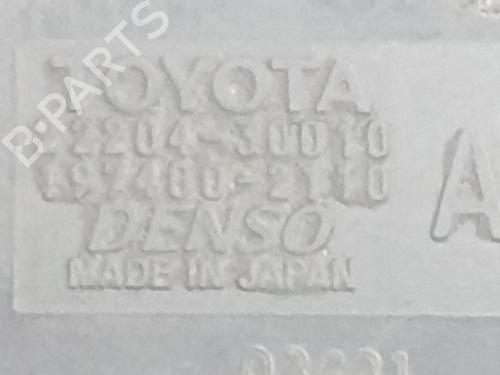 B-PARTS
TOYOTA
22204-30010
197400-2110
DENSO
MADE IN JAPAN
A